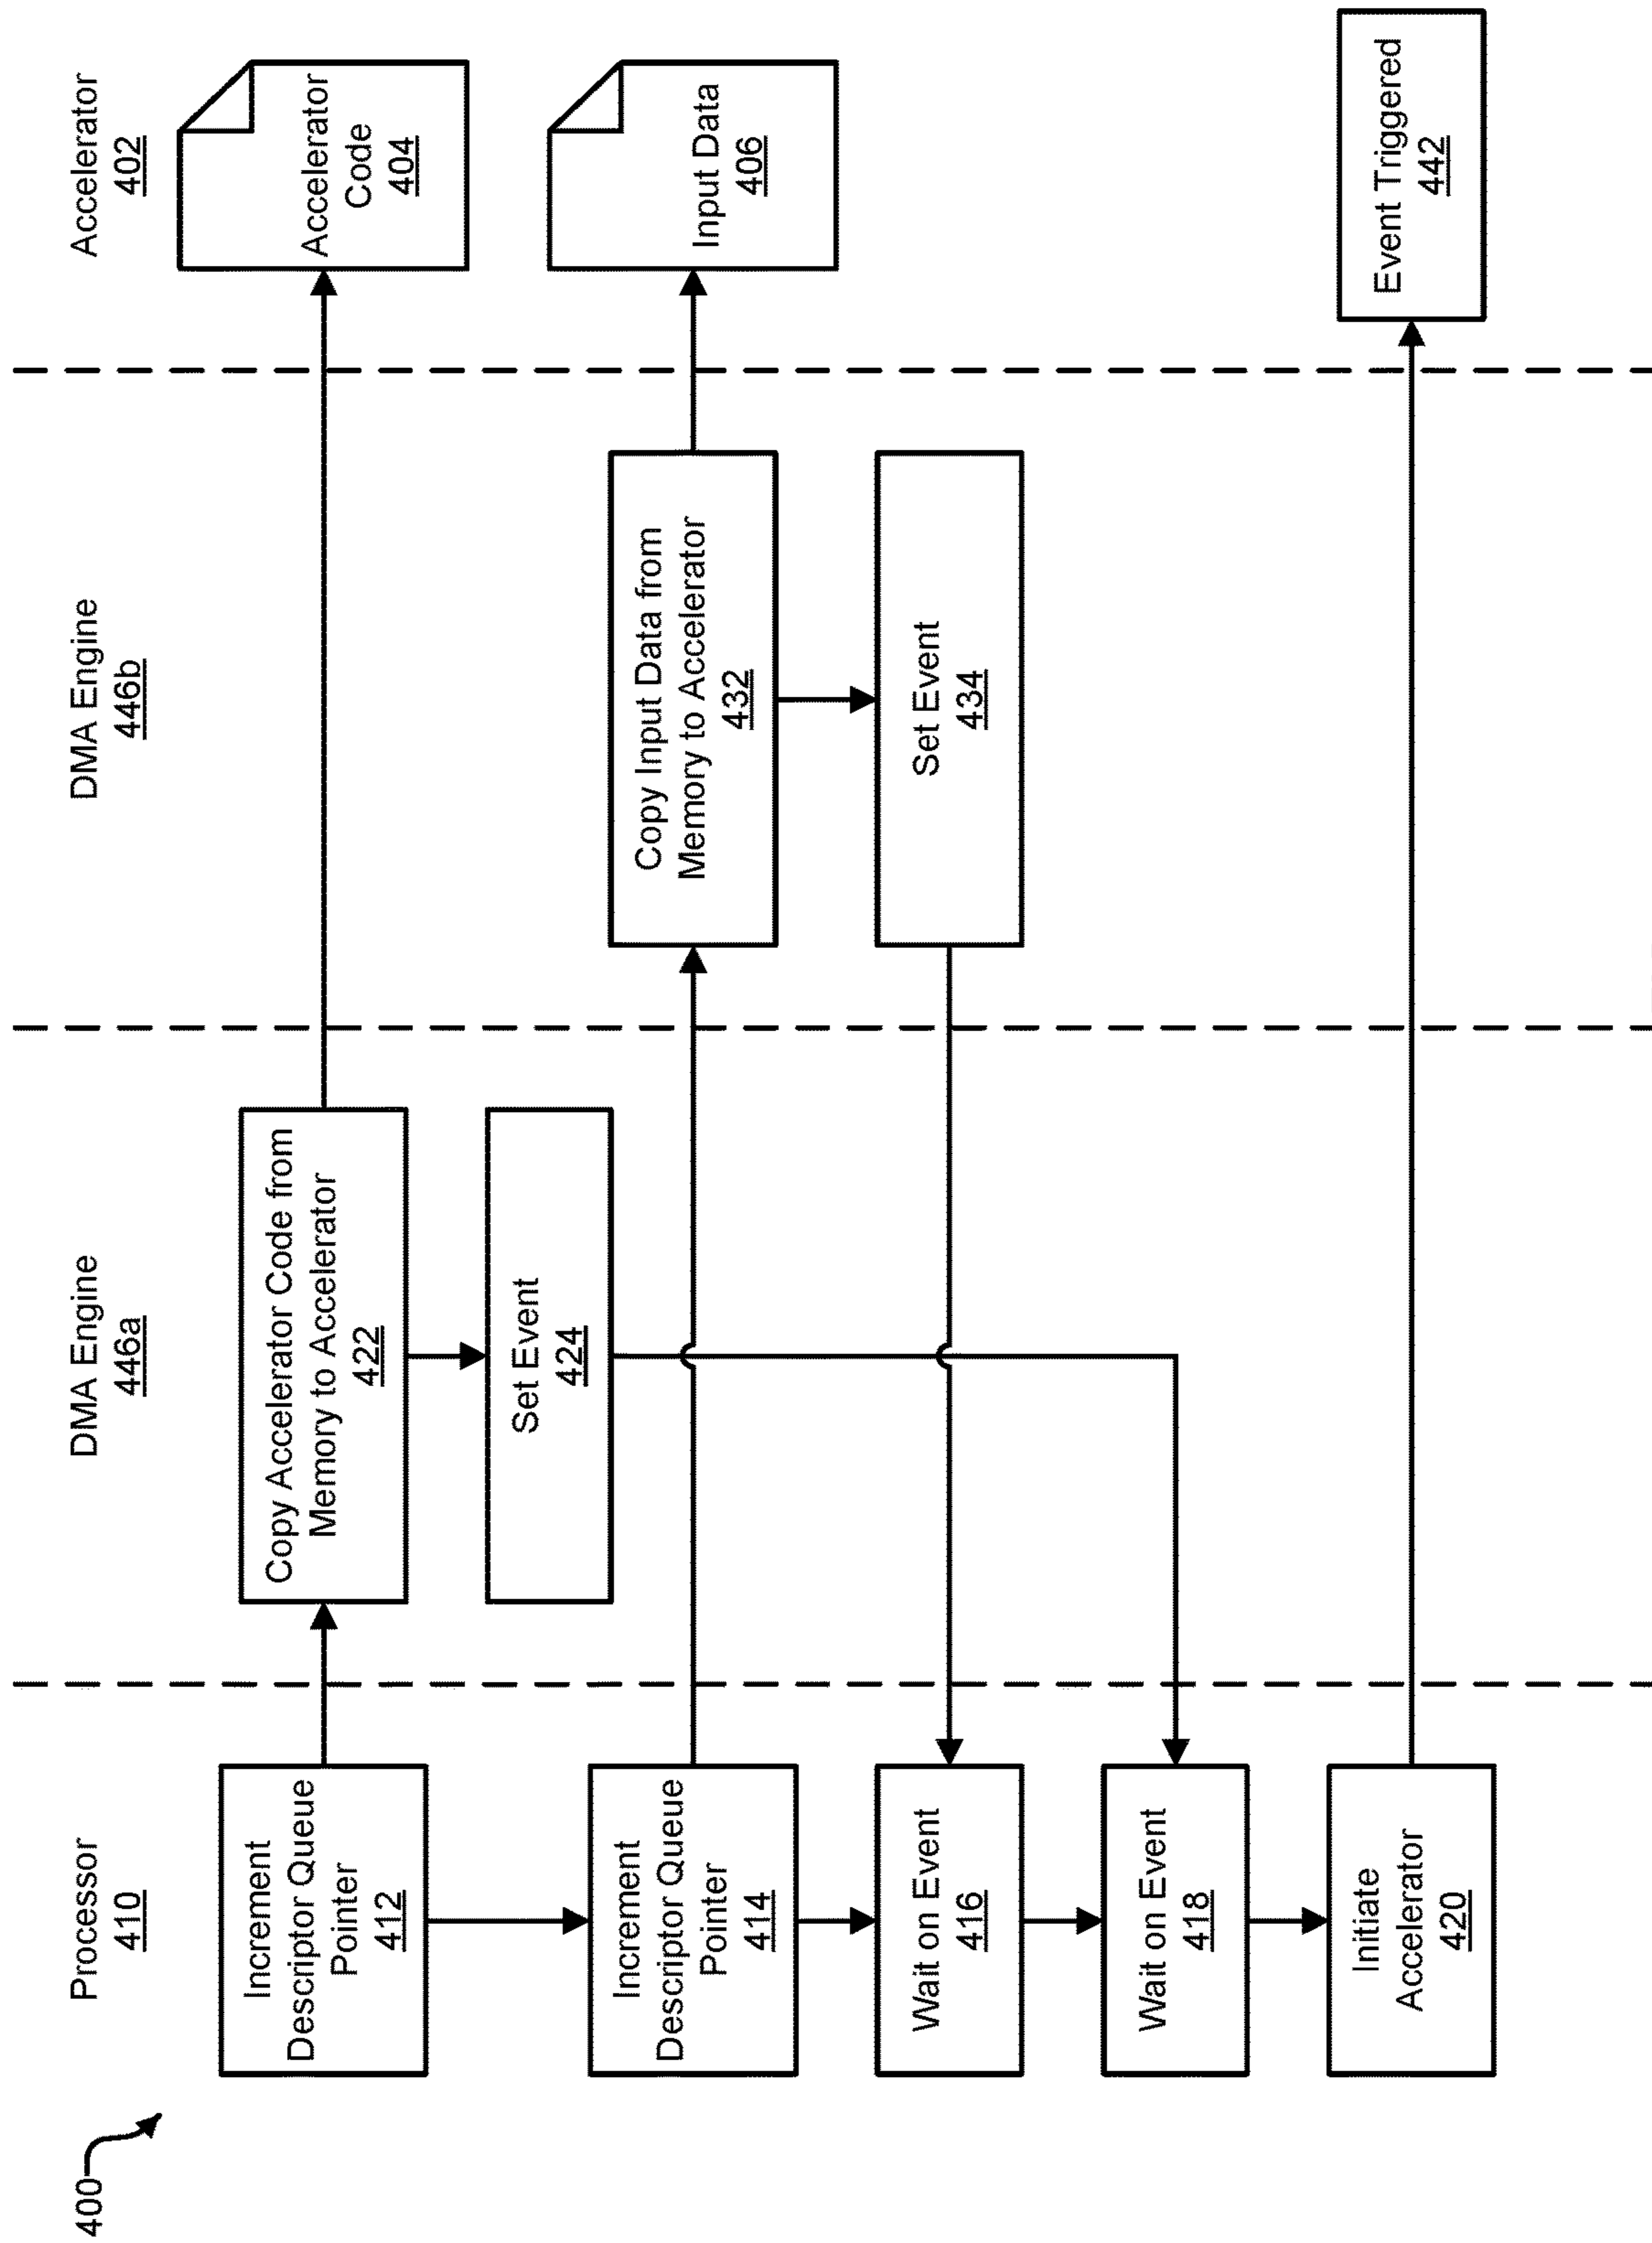 400
Processor
410
DMA Engine
446a
DMA Engine
446b
Accelerator
402
Increment
Descriptor Queue
Pointer
412
Copy Accelerator Code from
Memory to Accelerator
422
Accelerator
Code
404
Set Event
424
Increment
Descriptor Queue
Pointer
414
Copy Input Data from
Memory to Accelerator
432
Input Data
406
Wait on Event
416
Set Event
434
Wait on Event
418
Initiate
Accelerator
420
Event Triggered
442